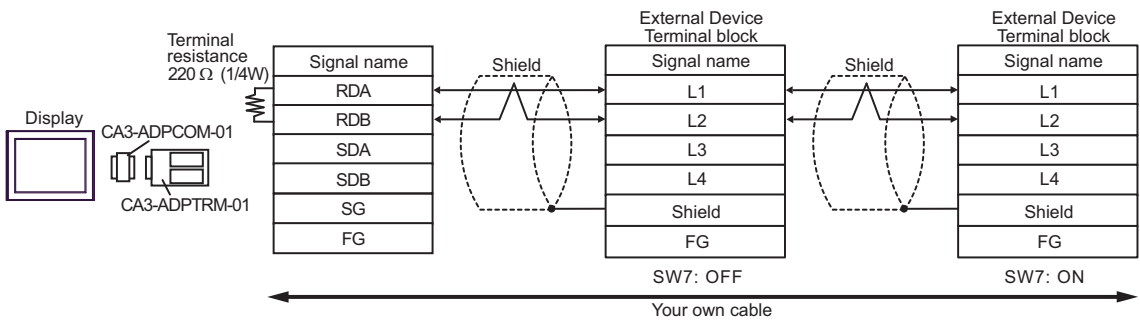 External Device
Terminal block
External Device
Terminal block
Terminal
resistance
220 Ω (1/4W)
Signal name
Shield
Signal name
Shield
Signal name
RDA
L1
L1
Display
RDB
L2
L2
CA3-ADPCOM-01
SDA
L3
L3
SDB
L4
L4
CA3-ADPTRM-01
SG
Shield
Shield
FG
FG
FG
SW7: OFF
SW7: ON
Your own cable